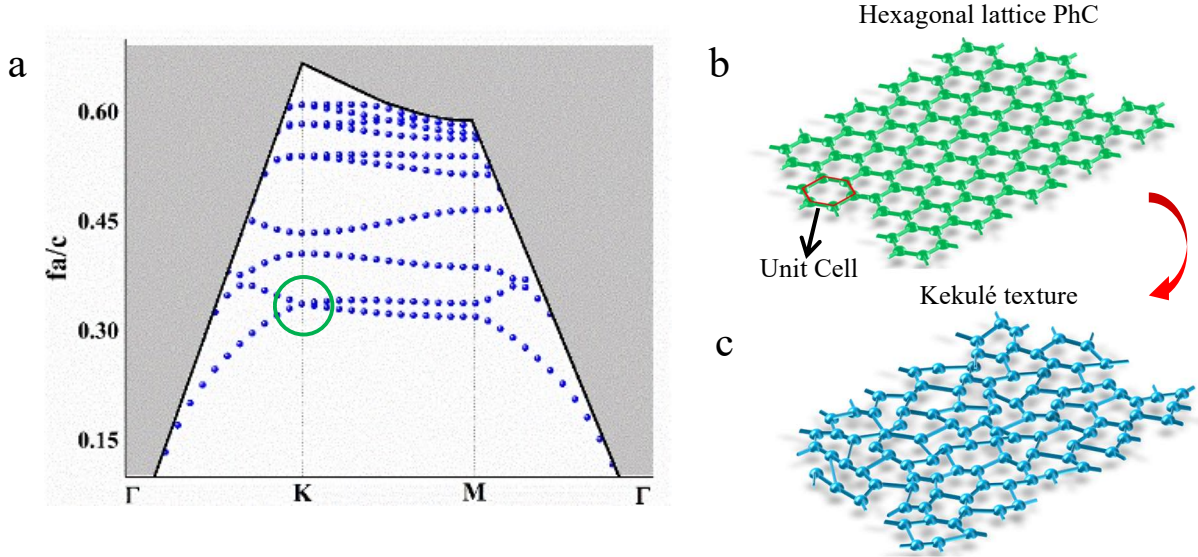 a
0.60
0.45
0.30
0.15
fa/c
Γ
K
M
Γ
Hexagonal lattice PhC
b
Unit Cell
Kekulé texture
c